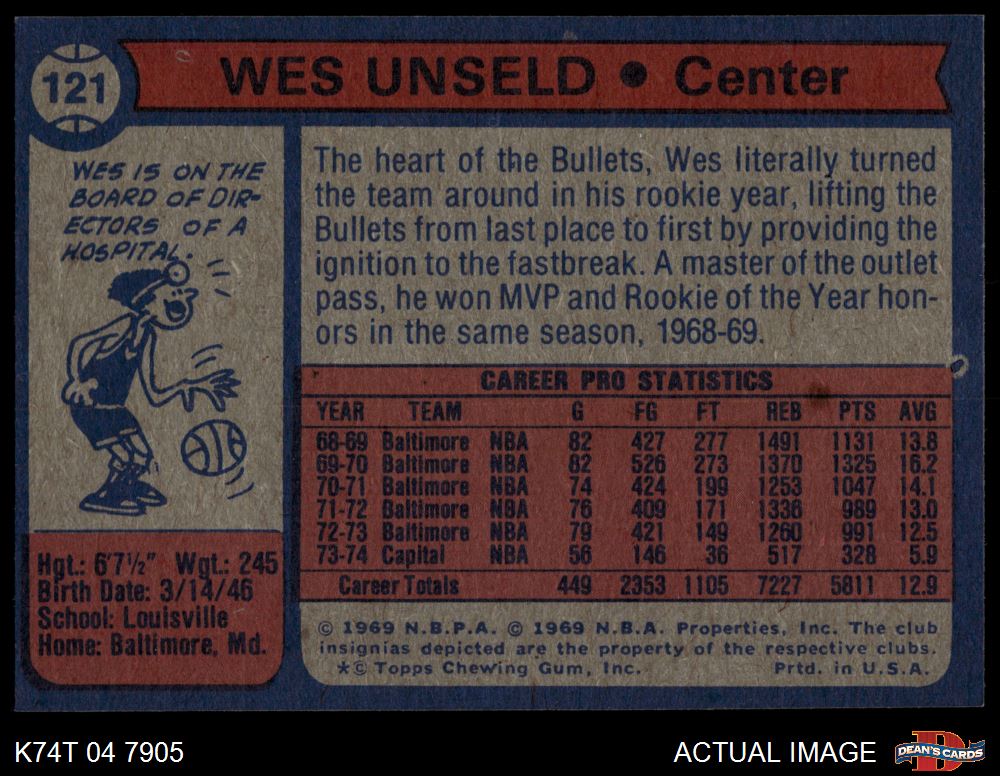 121
WES UNSELD ● Center
WES IS ON THE
BOARD OF DIR-
ECTORS OF A
HOSPITAL.
The heart of the Bullets, Wes literally turned
the team around in his rookie year, lifting the
Bullets from last place to first by providing the
ignition to the fastbreak. A master of the outlet
pass, he won MVP and Rookie of the Year hon-
ors in the same season, 1968-69.
CAREER PRO STATISTICS
YEAR TEAM G FG FT REB PTS AVG
68-69 Baltimore NBA 82 427 277 1491 1131 13.8
69-70 Baltimore NBA 82 526 273 1370 1325 16.2
70-71 Baltimore NBA 74 424 199 1253 1047 14.1
71-72 Baltimore NBA 76 409 171 1336 989 13.0
72-73 Baltimore NBA 79 421 149 1260 991 12.5
73-74 Capital NBA 56 146 36 517 328 5.9
Career Totals 449 2353 1105 7227 5811 12.9
Hgt.: 6'7½" Wgt.: 245
Birth Date: 3/14/46
School: Louisville
Home: Baltimore, Md.
© 1969 N.B.P.A. © 1969 N.B.A. Properties, Inc. The club
insignias depicted are the property of the respective clubs.
*© Topps Chewing Gum, Inc. Prtd. in U.S.A.
K74T 04 7905
ACTUAL IMAGE
D
DEAN'S CARDS